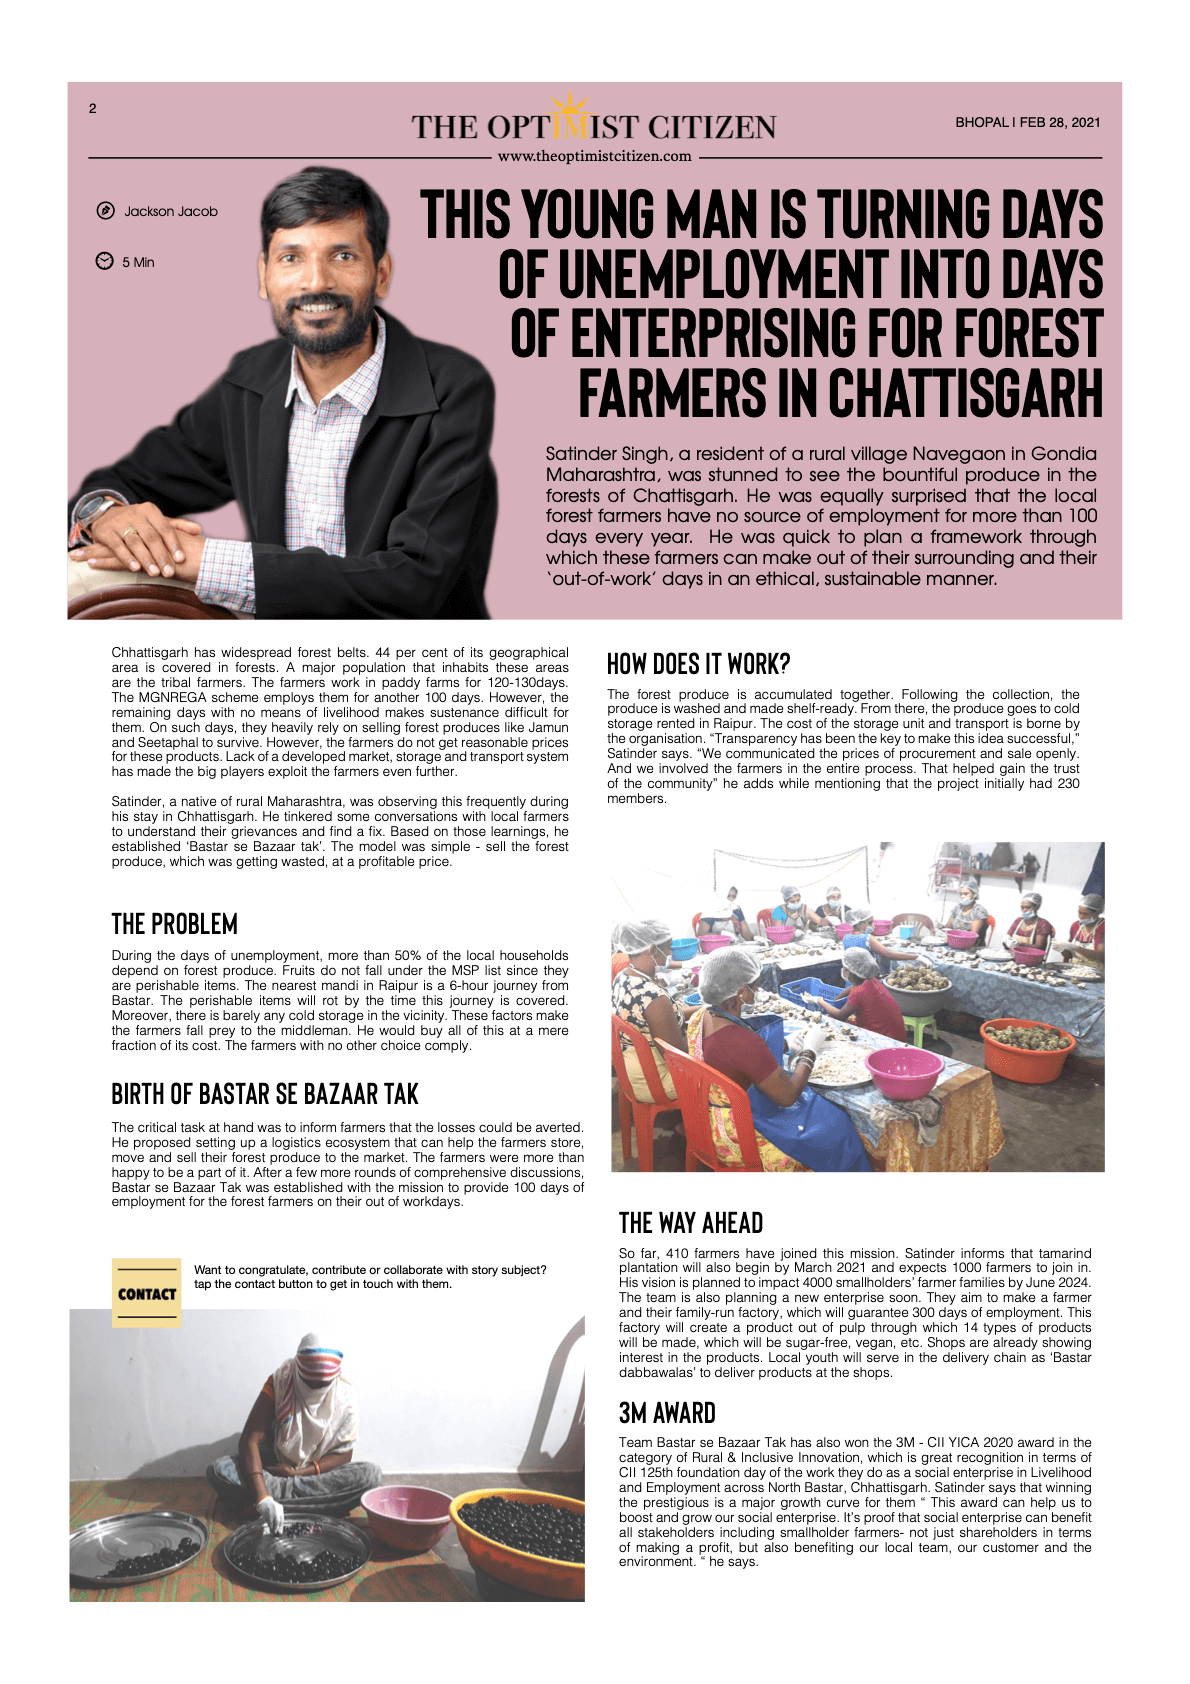 2
THE OPTIMIST CITIZEN
BHOPAL I FEB 28, 2021
www.theoptimistcitizen.com
Jackson Jacob
5 Min
THIS YOUNG MAN IS TURNING DAYS
OF UNEMPLOYMENT INTO DAYS
OF ENTERPRISING FOR FOREST
FARMERS IN CHATTISGARH
Satinder Singh, a resident of a rural village Navegaon in Gondia
Maharashtra, was stunned to see the bountiful produce in the
forests of Chattisgarh. He was equally surprised that the local
forest farmers have no source of employment for more than 100
days every year. He was quick to plan a framework through
which these farmers can make out of their surrounding and their
‘out-of-work’ days in an ethical, sustainable manner.
Chhattisgarh has widespread forest belts. 44 per cent of its geographical
area is covered in forests. A major population that inhabits these areas
are the tribal farmers. The farmers work in paddy farms for 120-130days.
The MGNREGA scheme employs them for another 100 days. However, the
remaining days with no means of livelihood makes sustenance difficult for
them. On such days, they heavily rely on selling forest produces like Jamun
and Seetaphal to survive. However, the farmers do not get reasonable prices
for these products. Lack of a developed market, storage and transport system
has made the big players exploit the farmers even further.
Satinder, a native of rural Maharashtra, was observing this frequently during
his stay in Chhattisgarh. He tinkered some conversations with local farmers
to understand their grievances and find a fix. Based on those learnings, he
established ‘Bastar se Bazaar tak’. The model was simple - sell the forest
produce, which was getting wasted, at a profitable price.
THE PROBLEM
During the days of unemployment, more than 50% of the local households
depend on forest produce. Fruits do not fall under the MSP list since they
are perishable items. The nearest mandi in Raipur is a 6-hour journey from
Bastar. The perishable items will rot by the time this journey is covered.
Moreover, there is barely any cold storage in the vicinity. These factors make
the farmers fall prey to the middleman. He would buy all of this at a mere
fraction of its cost. The farmers with no other choice comply.
BIRTH OF BASTAR SE BAZAAR TAK
The critical task at hand was to inform farmers that the losses could be averted.
He proposed setting up a logistics ecosystem that can help the farmers store,
move and sell their forest produce to the market. The farmers were more than
happy to be a part of it. After a few more rounds of comprehensive discussions,
Bastar se Bazaar Tak was established with the mission to provide 100 days of
employment for the forest farmers on their out of workdays.
CONTACT
Want to congratulate, contribute or collaborate with story subject?
tap the contact button to get in touch with them.
HOW DOES IT WORK?
The forest produce is accumulated together. Following the collection, the
produce is washed and made shelf-ready. From there, the produce goes to cold
storage rented in Raipur. The cost of the storage unit and transport is borne by
the organisation. “Transparency has been the key to make this idea successful,”
Satinder says. “We communicated the prices of procurement and sale openly.
And we involved the farmers in the entire process. That helped gain the trust
of the community” he adds while mentioning that the project initially had 230
members.
THE WAY AHEAD
So far, 410 farmers have joined this mission. Satinder informs that tamarind
plantation will also begin by March 2021 and expects 1000 farmers to join in.
His vision is planned to impact 4000 smallholders’ farmer families by June 2024.
The team is also planning a new enterprise soon. They aim to make a farmer
and their family-run factory, which will guarantee 300 days of employment. This
factory will create a product out of pulp through which 14 types of products
will be made, which will be sugar-free, vegan, etc. Shops are already showing
interest in the products. Local youth will serve in the delivery chain as ‘Bastar
dabbawalas’ to deliver products at the shops.
3M AWARD
Team Bastar se Bazaar Tak has also won the 3M - CII YICA 2020 award in the
category of Rural & Inclusive Innovation, which is great recognition in terms of
CII 125th foundation day of the work they do as a social enterprise in Livelihood
and Employment across North Bastar, Chhattisgarh. Satinder says that winning
the prestigious is a major growth curve for them “ This award can help us to
boost and grow our social enterprise. It’s proof that social enterprise can benefit
all stakeholders including smallholder farmers- not just shareholders in terms
of making a profit, but also benefiting our local team, our customer and the
environment. “ he says.